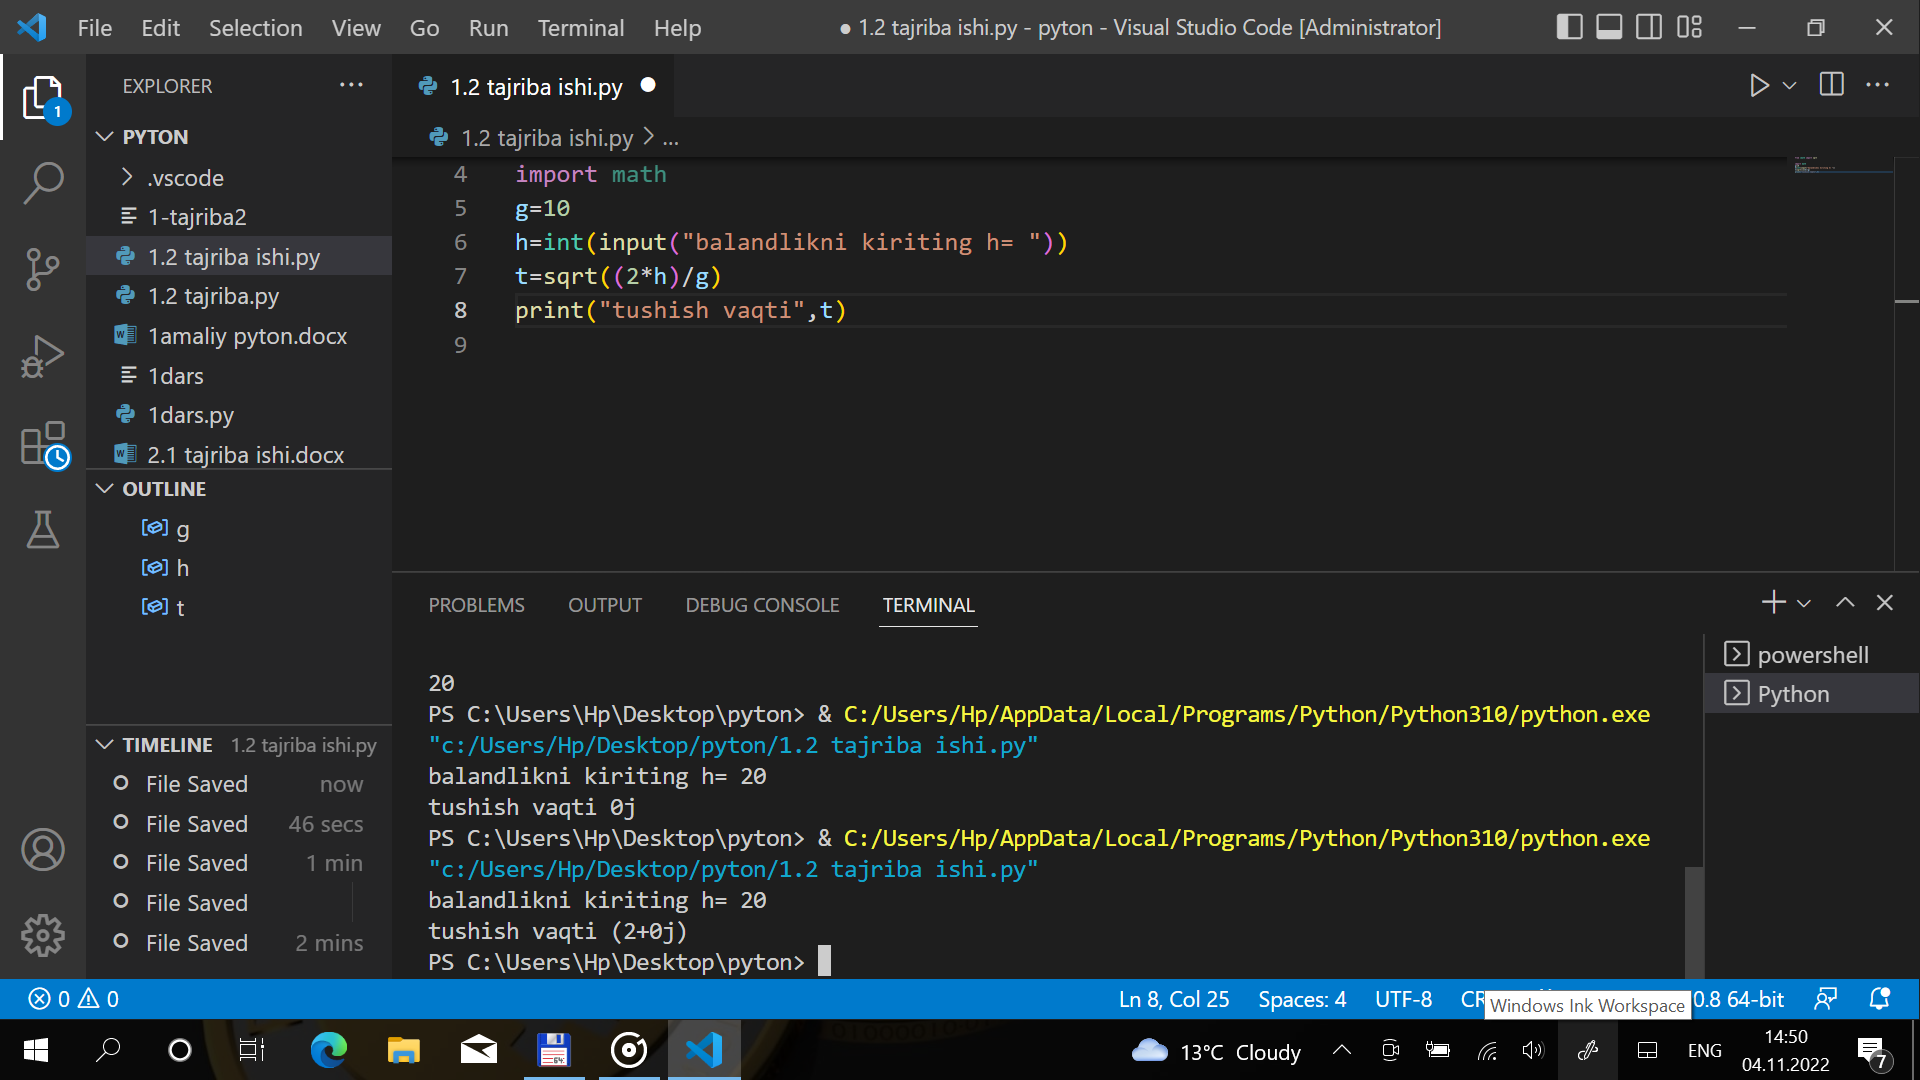 File Edit Selection View Go Run Terminal Help ● 1.2 tajriba ishi.py - pyton - Visual Studio Code [Administrator]
EXPLORER
1
PYTON
.vscode
1-tajriba2
1.2 tajriba ishi.py
1.2 tajriba.py
1amaliy pyton.docx
1dars
1dars.py
2.1 tajriba ishi.docx
OUTLINE
g
h
t
TIMELINE 1.2 tajriba ishi.py
File Saved now
File Saved 46 secs
File Saved 1 min
File Saved
File Saved 2 mins
1.2 tajriba ishi.py
1.2 tajriba ishi.py > ...
4 import math
5 g=10
6 h=int(input("balandlikni kiriting h= "))
7 t=sqrt((2*h)/g)
8 print("tushish vaqti",t)
9
PROBLEMS OUTPUT DEBUG CONSOLE TERMINAL
20
PS C:\Users\Hp\Desktop\pyton> & C:/Users/Hp/AppData/Local/Programs/Python/Python310/python.exe
"c:/Users/Hp/Desktop/pyton/1.2 tajriba ishi.py"
balandlikni kiriting h= 20
tushish vaqti 0j
PS C:\Users\Hp\Desktop\pyton> & C:/Users/Hp/AppData/Local/Programs/Python/Python310/python.exe
"c:/Users/Hp/Desktop/pyton/1.2 tajriba ishi.py"
balandlikni kiriting h= 20
tushish vaqti (2+0j)
PS C:\Users\Hp\Desktop\pyton>
powershell
Python
0 0 Ln 8, Col 25 Spaces: 4 UTF-8 CR 0.8 64-bit
Windows Ink Workspace
64
13°C Cloudy ENG 14:50
04.11.2022
7